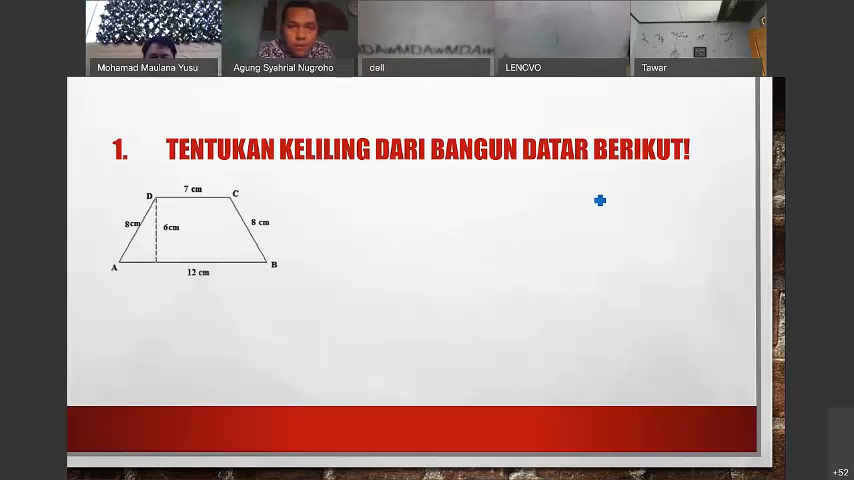 Mohamad Maulana Yusu
Agung Syahrial Nugroho
dell
LENOVO
Tawar
1. TENTUKAN KELILING DARI BANGUN DATAR BERIKUT!
7 cm
D
C
8cm
6cm
8 cm
A
B
12 cm
+52